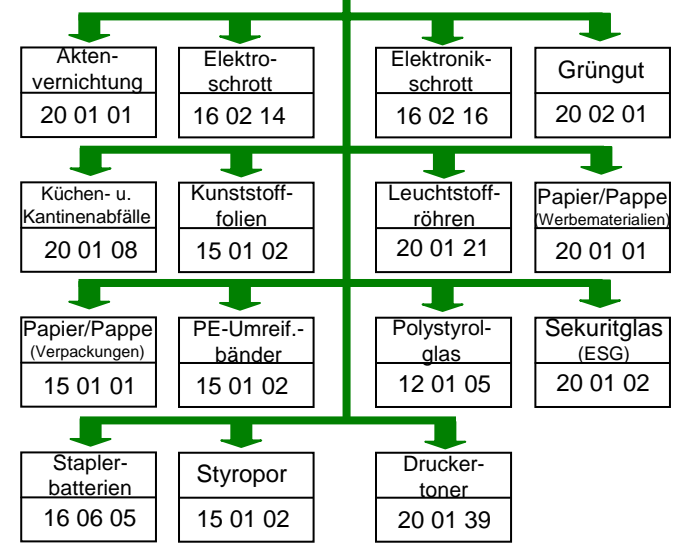 Akten-
vernichtung
20 01 01
Elektro-
schrott
16 02 14
Elektronik-
schrott
16 02 16
Grüngut
20 02 01
Küchen- u.
Kantinenabfälle
20 01 08
Kunststoff-
folien
15 01 02
Leuchtstoff-
röhren
20 01 21
Papier/Pappe
(Werbematerialien)
20 01 01
Papier/Pappe
(Verpackungen)
15 01 01
PE-Umreif.-
bänder
15 01 02
Polystyrol-
glas
12 01 05
Sekuritglas
(ESG)
20 01 02
Stapler-
batterien
16 06 05
Styropor
15 01 02
Drucker-
toner
20 01 39